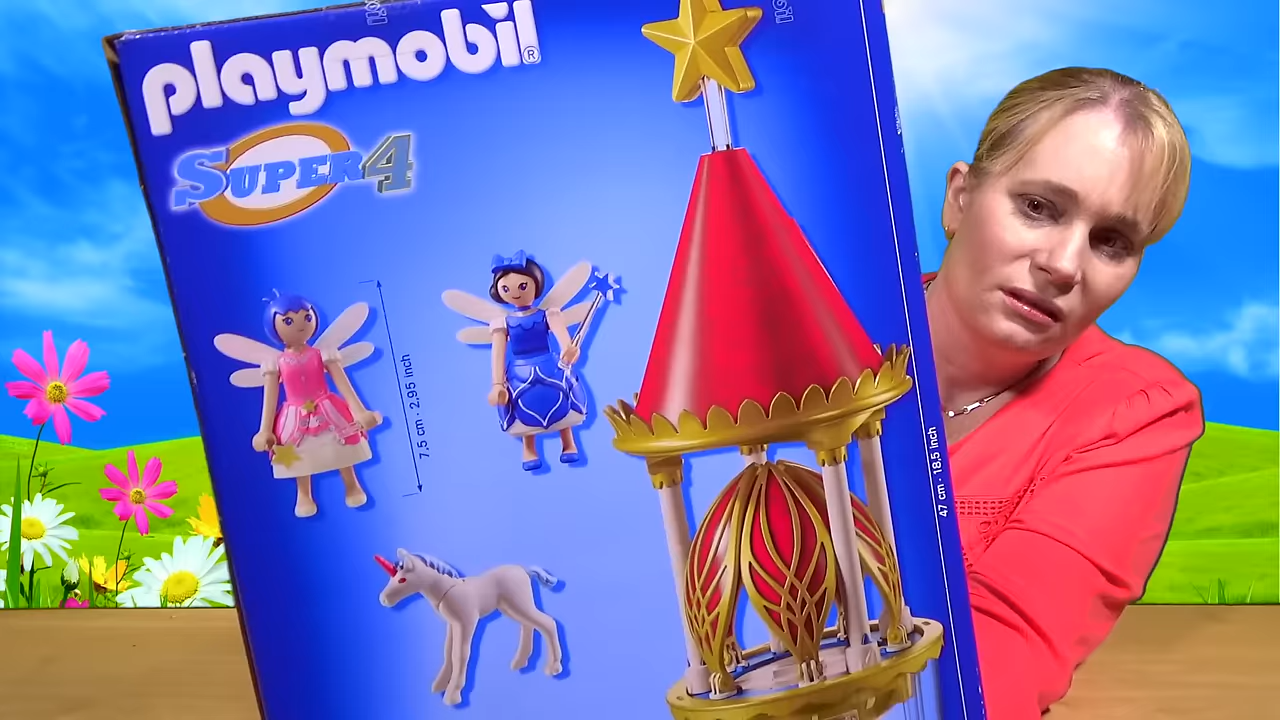 playmobil®
SUPER4
7,5 cm · 2,95 inch
47 cm · 18,5 inch